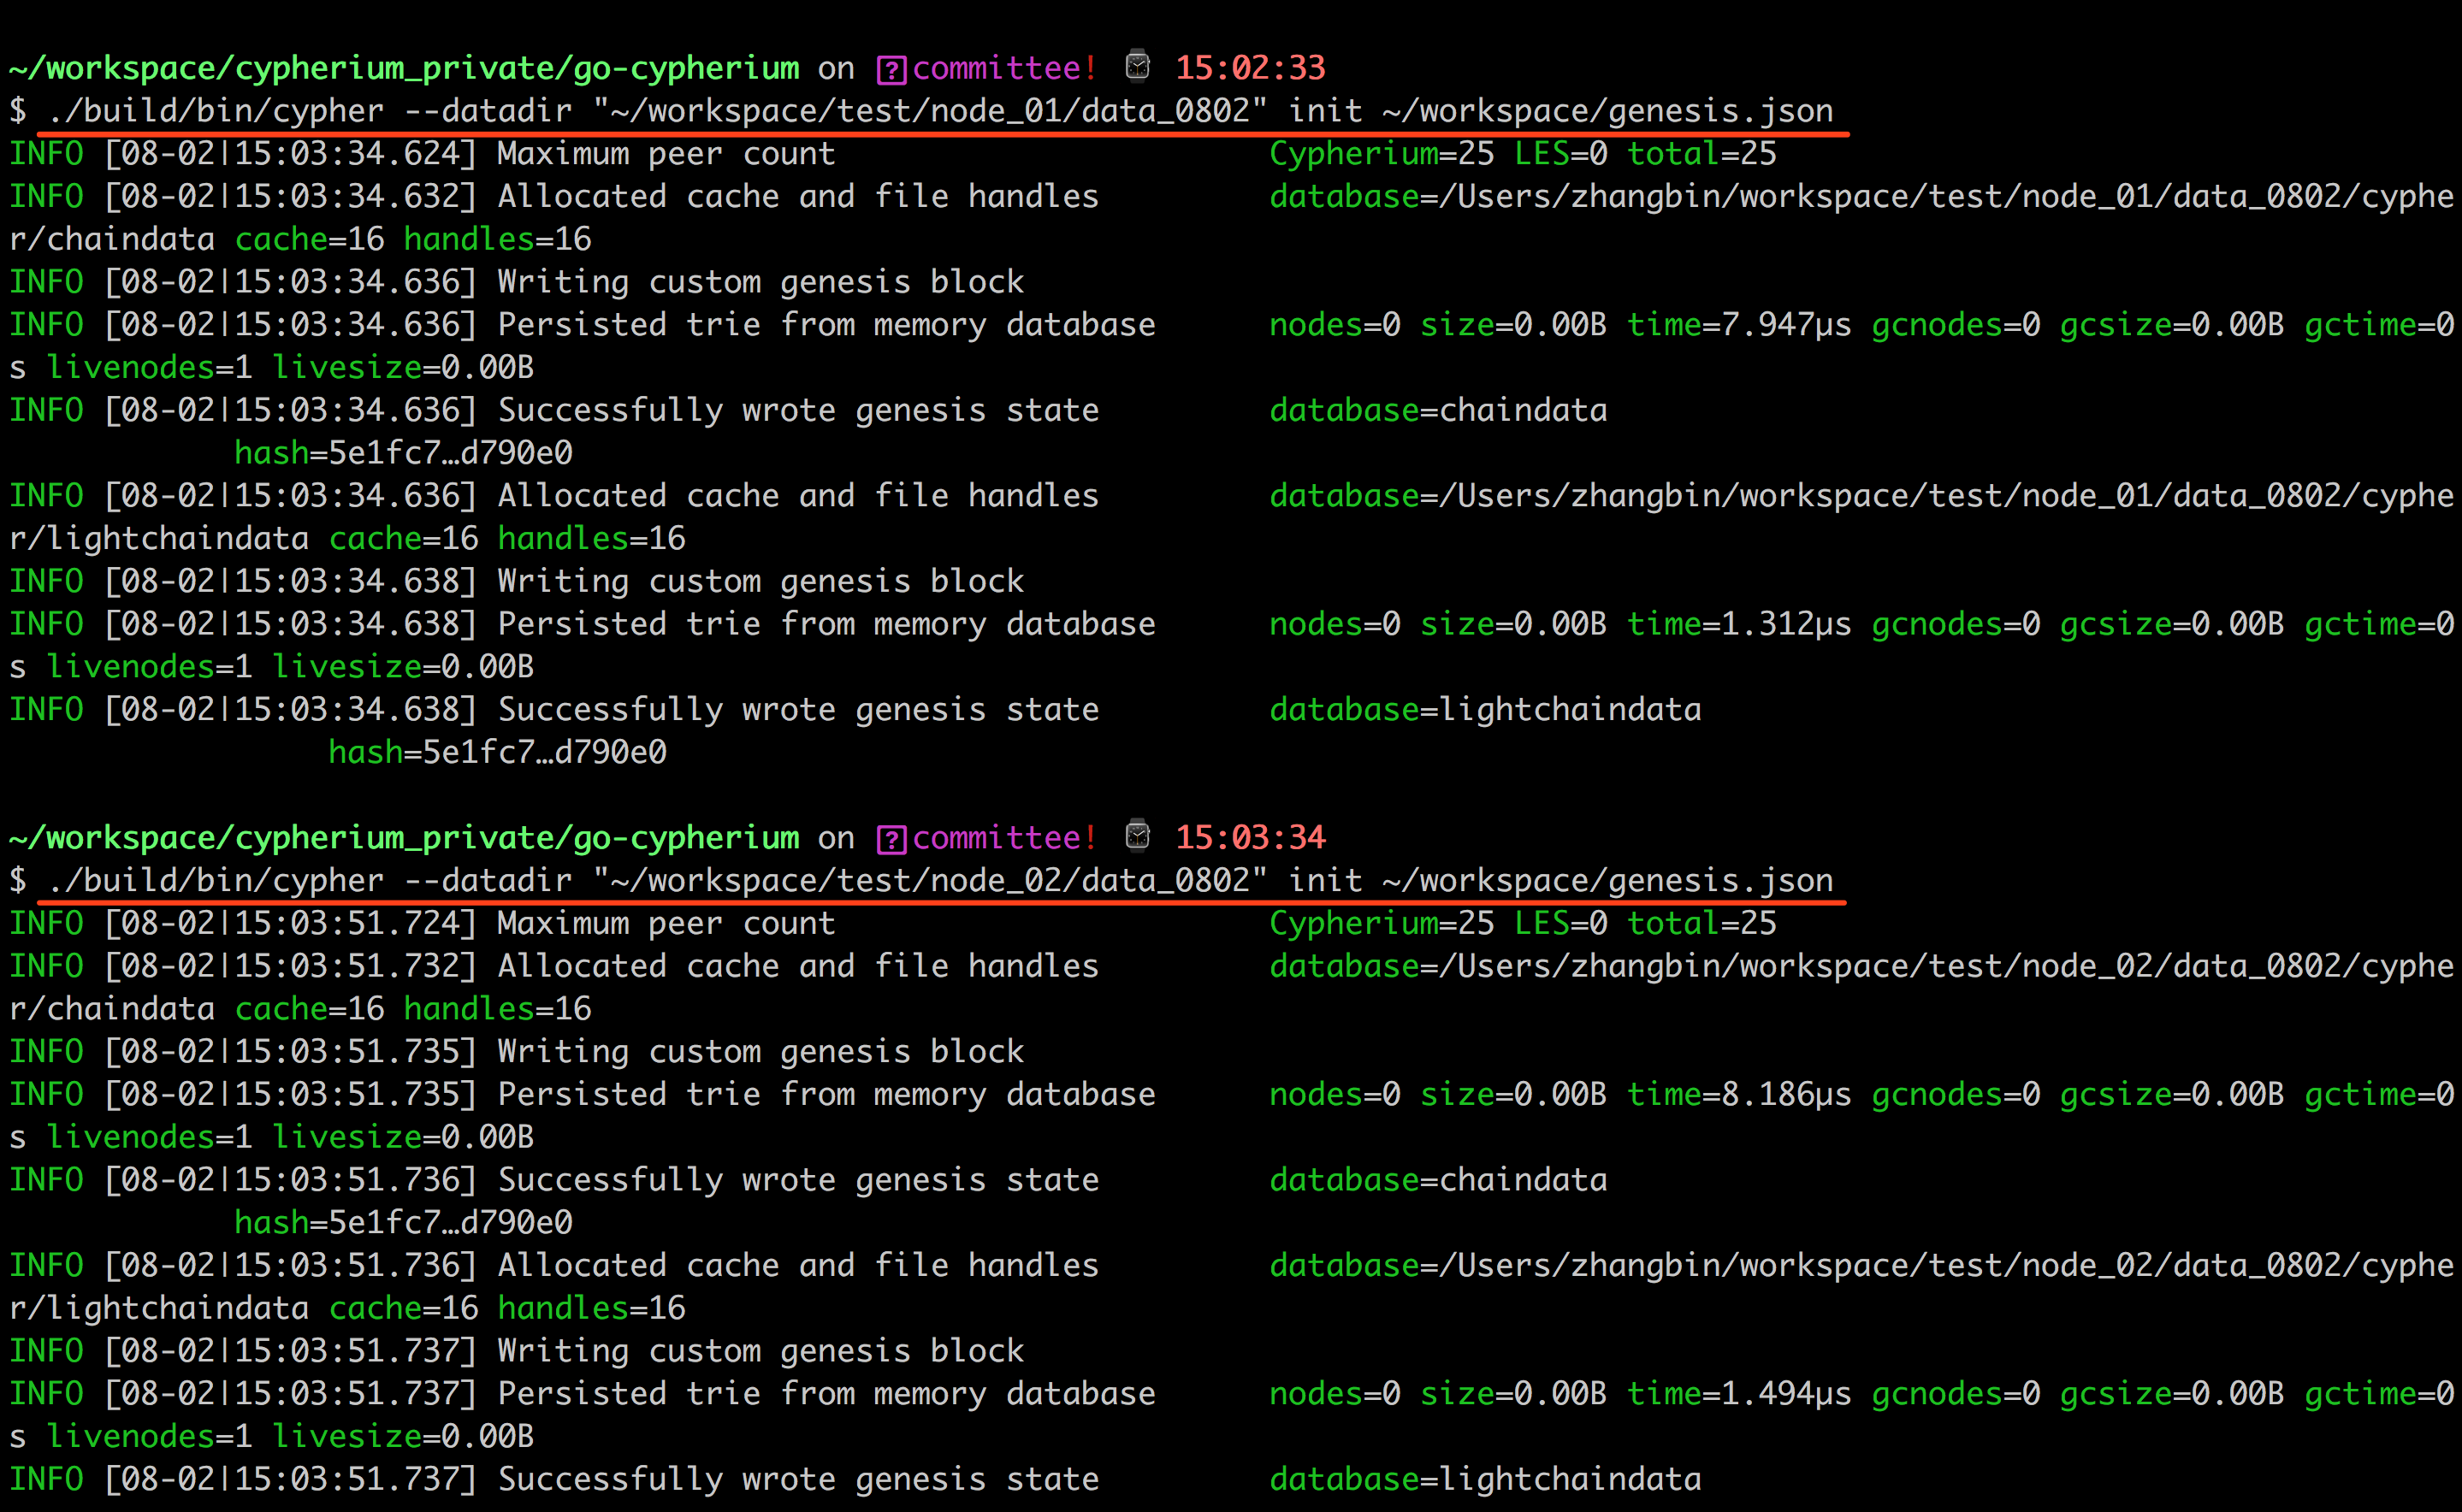 ~/workspace/cypherium_private/go-cypherium on ?committee! ⌚ 15:02:33
$ ./build/bin/cypher --datadir "~/workspace/test/node_01/data_0802" init ~/workspace/genesis.json
INFO [08-02|15:03:34.624] Maximum peer count                       Cypherium=25 LES=0 total=25
INFO [08-02|15:03:34.632] Allocated cache and file handles         database=/Users/zhangbin/workspace/test/node_01/data_0802/cyphe
r/chaindata cache=16 handles=16
INFO [08-02|15:03:34.636] Writing custom genesis block
INFO [08-02|15:03:34.636] Persisted trie from memory database      nodes=0 size=0.00B time=7.947µs gcnodes=0 gcsize=0.00B gctime=0
s livenodes=1 livesize=0.00B
INFO [08-02|15:03:34.636] Successfully wrote genesis state         database=chaindata
            hash=5e1fc7…d790e0
INFO [08-02|15:03:34.636] Allocated cache and file handles         database=/Users/zhangbin/workspace/test/node_01/data_0802/cyphe
r/lightchaindata cache=16 handles=16
INFO [08-02|15:03:34.638] Writing custom genesis block
INFO [08-02|15:03:34.638] Persisted trie from memory database      nodes=0 size=0.00B time=1.312µs gcnodes=0 gcsize=0.00B gctime=0
s livenodes=1 livesize=0.00B
INFO [08-02|15:03:34.638] Successfully wrote genesis state         database=lightchaindata
                 hash=5e1fc7…d790e0
~/workspace/cypherium_private/go-cypherium on ?committee! ⌚ 15:03:34
$ ./build/bin/cypher --datadir "~/workspace/test/node_02/data_0802" init ~/workspace/genesis.json
INFO [08-02|15:03:51.724] Maximum peer count                       Cypherium=25 LES=0 total=25
INFO [08-02|15:03:51.732] Allocated cache and file handles         database=/Users/zhangbin/workspace/test/node_02/data_0802/cyphe
r/chaindata cache=16 handles=16
INFO [08-02|15:03:51.735] Writing custom genesis block
INFO [08-02|15:03:51.735] Persisted trie from memory database      nodes=0 size=0.00B time=8.186µs gcnodes=0 gcsize=0.00B gctime=0
s livenodes=1 livesize=0.00B
INFO [08-02|15:03:51.736] Successfully wrote genesis state         database=chaindata
            hash=5e1fc7…d790e0
INFO [08-02|15:03:51.736] Allocated cache and file handles         database=/Users/zhangbin/workspace/test/node_02/data_0802/cyphe
r/lightchaindata cache=16 handles=16
INFO [08-02|15:03:51.737] Writing custom genesis block
INFO [08-02|15:03:51.737] Persisted trie from memory database      nodes=0 size=0.00B time=1.494µs gcnodes=0 gcsize=0.00B gctime=0
s livenodes=1 livesize=0.00B
INFO [08-02|15:03:51.737] Successfully wrote genesis state         database=lightchaindata